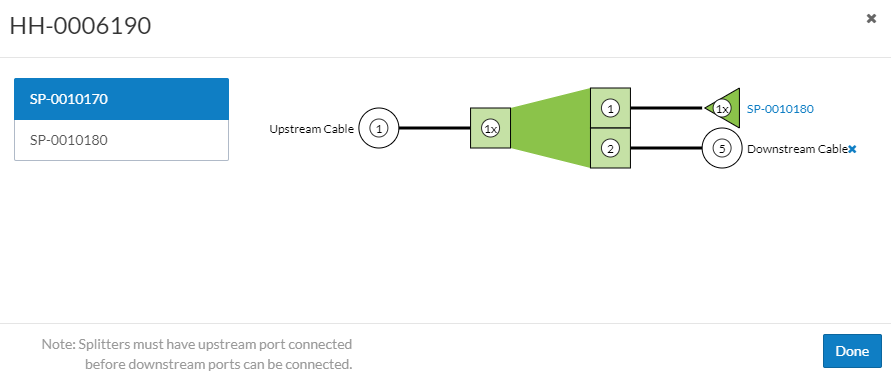 HH-0006190
✖
SP-0010170
SP-0010180
Upstream Cable 1 1x 1 1x SP-0010180
2 5 Downstream Cable ✖
Note: Splitters must have upstream port connected
before downstream ports can be connected.
Done